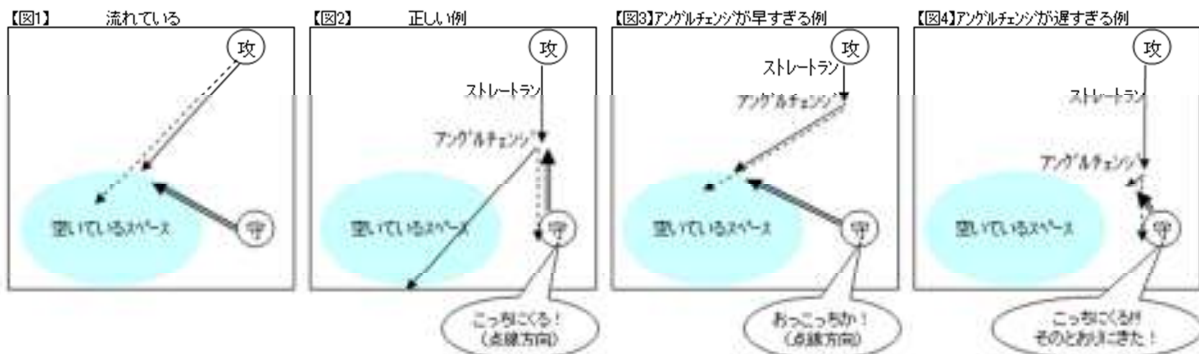 【図1】 流れている
攻
空いているスペース
守
【図2】 正しい例
攻
ストレートラン
アングルチェンジ
空いているスペース
守
こっちにくる!
(点線方向)
【図3】アングルチェンジが早すぎる例
攻
ストレートラン
アングルチェンジ
空いているスペース
守
おっこっちか!
(点線方向)
【図4】アングルチェンジが遅すぎる例
攻
ストレートラン
アングルチェンジ
空いているスペース
守
こっちにくる!!
そのとおりにきた!